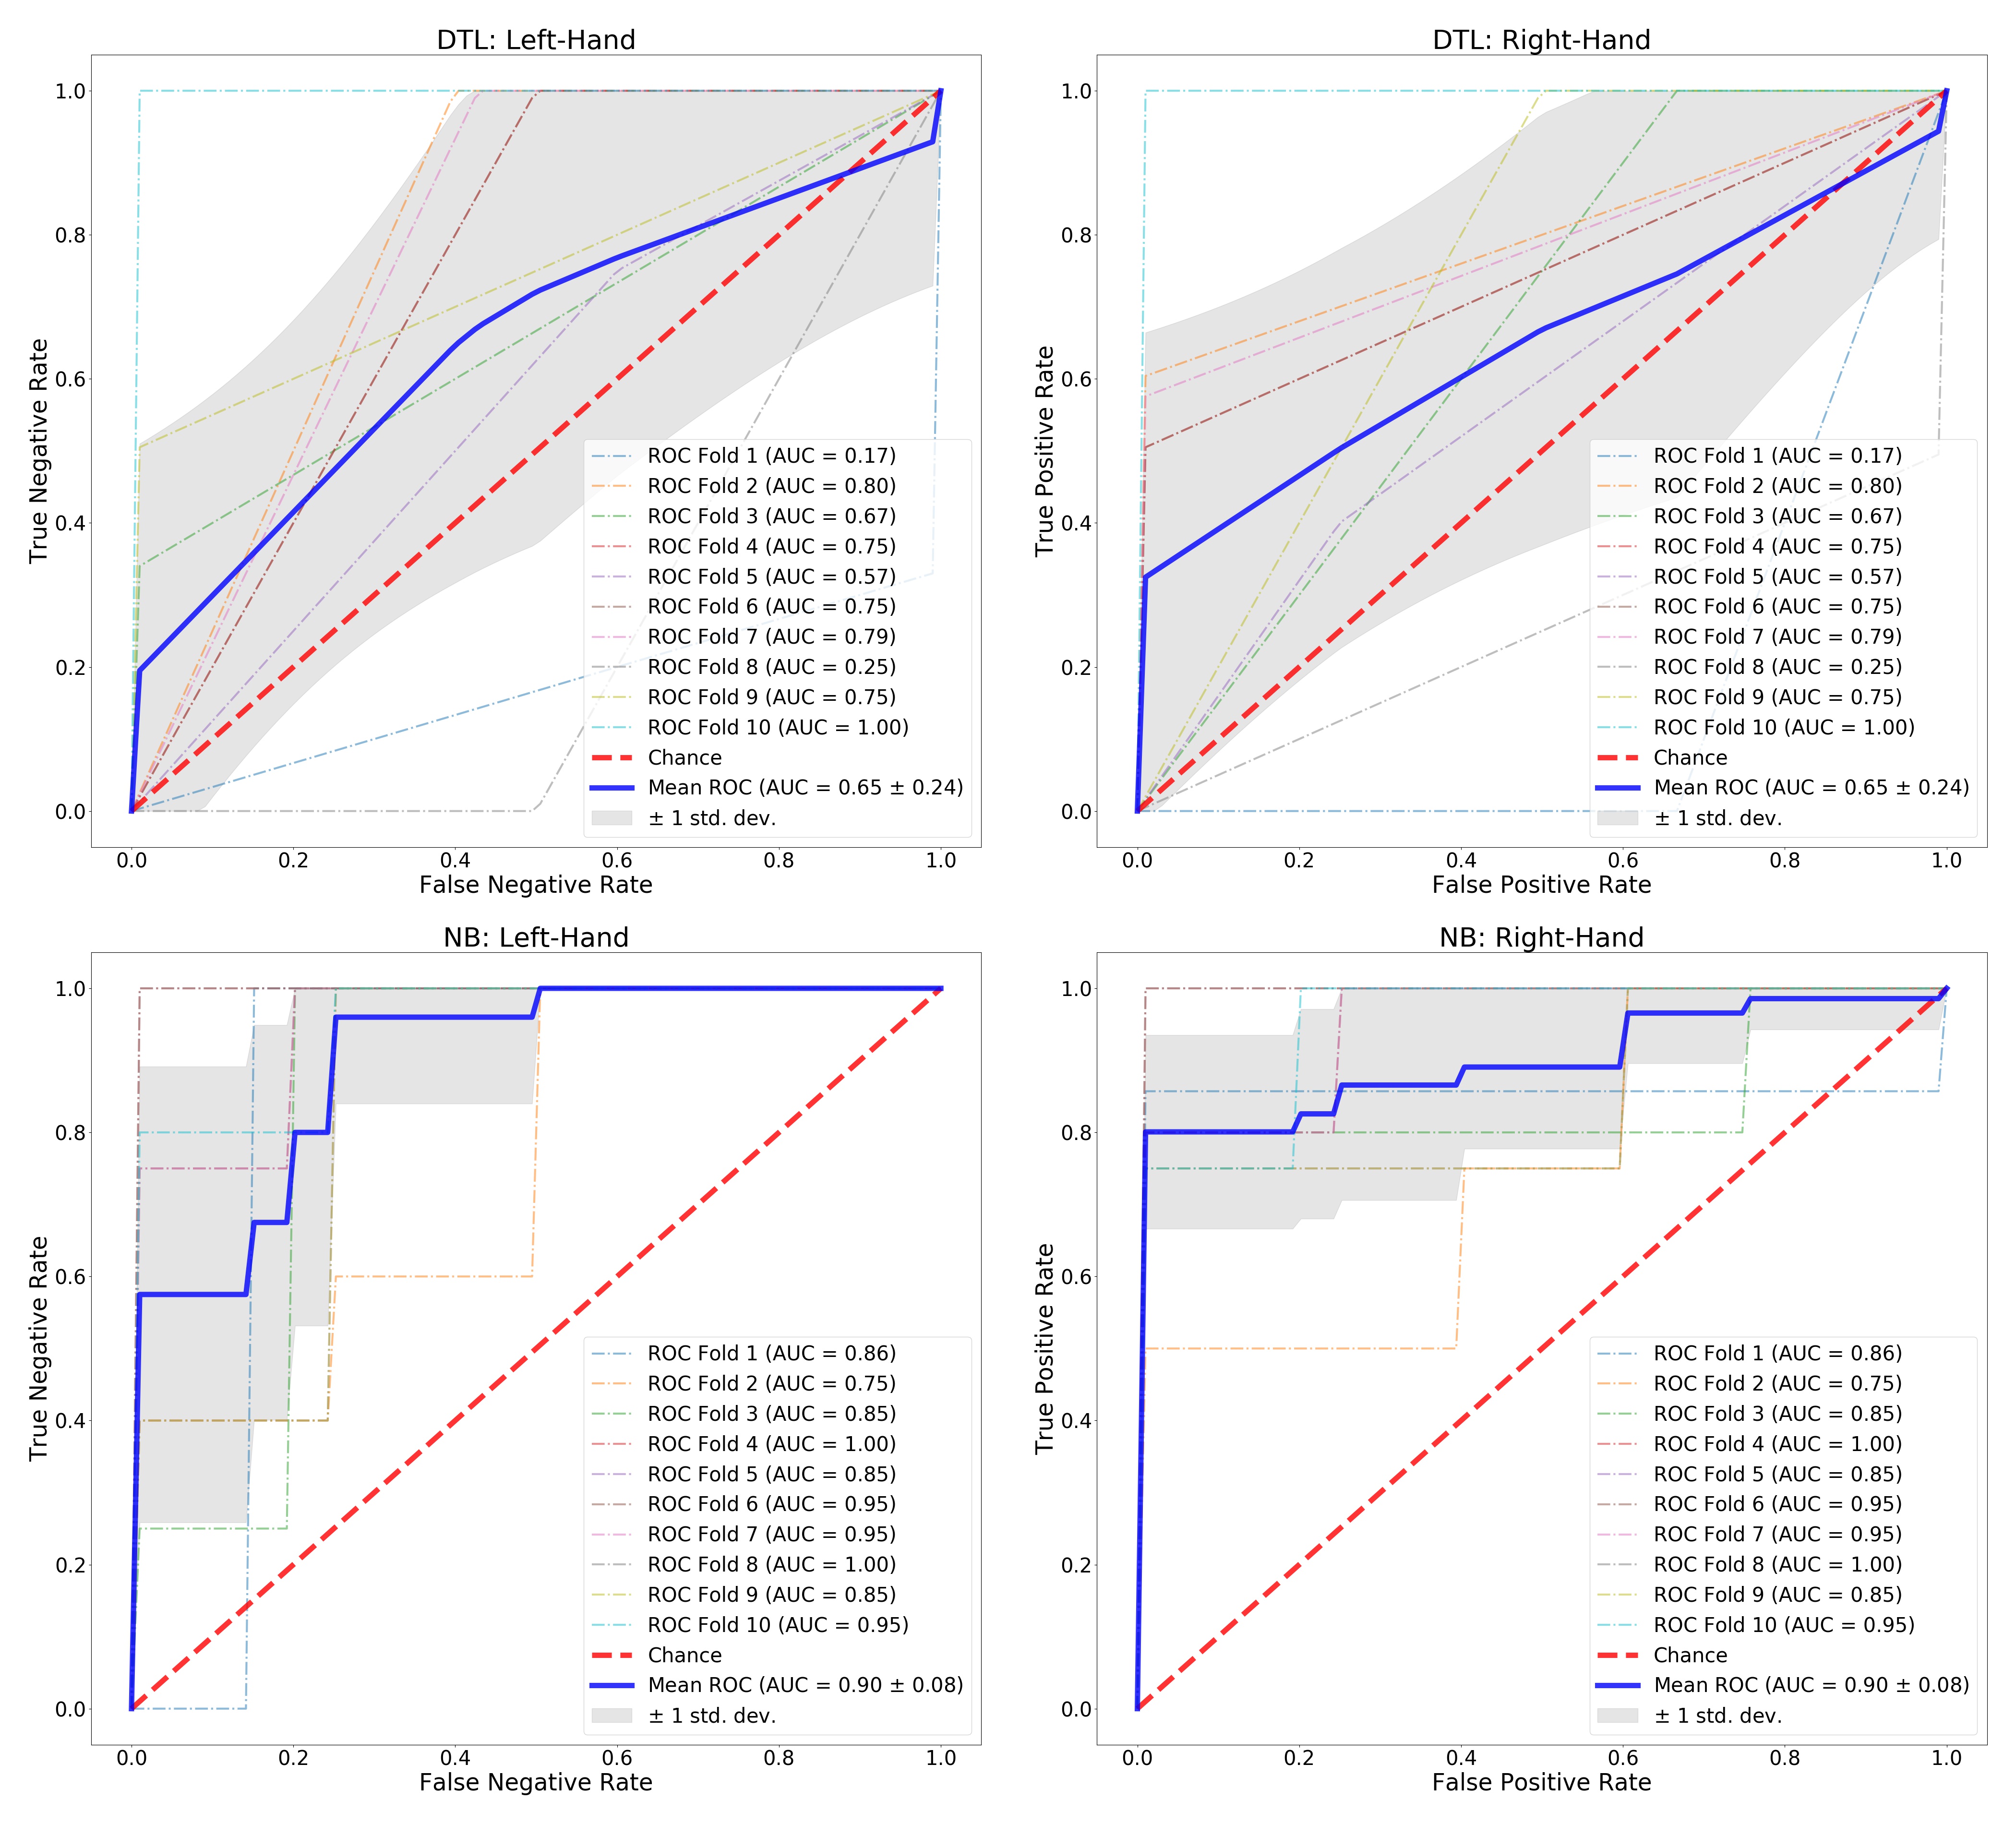 DTL: Left-Hand
True Negative Rate
1.0
0.8
0.6
0.4
0.2
0.0
0.0 0.2 0.4 0.6 0.8 1.0
False Negative Rate
ROC Fold 1 (AUC = 0.17)
ROC Fold 2 (AUC = 0.80)
ROC Fold 3 (AUC = 0.67)
ROC Fold 4 (AUC = 0.75)
ROC Fold 5 (AUC = 0.57)
ROC Fold 6 (AUC = 0.75)
ROC Fold 7 (AUC = 0.79)
ROC Fold 8 (AUC = 0.25)
ROC Fold 9 (AUC = 0.75)
ROC Fold 10 (AUC = 1.00)
Chance
Mean ROC (AUC = 0.65 ± 0.24)
± 1 std. dev.
DTL: Right-Hand
True Positive Rate
1.0
0.8
0.6
0.4
0.2
0.0
0.0 0.2 0.4 0.6 0.8 1.0
False Positive Rate
ROC Fold 1 (AUC = 0.17)
ROC Fold 2 (AUC = 0.80)
ROC Fold 3 (AUC = 0.67)
ROC Fold 4 (AUC = 0.75)
ROC Fold 5 (AUC = 0.57)
ROC Fold 6 (AUC = 0.75)
ROC Fold 7 (AUC = 0.79)
ROC Fold 8 (AUC = 0.25)
ROC Fold 9 (AUC = 0.75)
ROC Fold 10 (AUC = 1.00)
Chance
Mean ROC (AUC = 0.65 ± 0.24)
± 1 std. dev.
NB: Left-Hand
True Negative Rate
1.0
0.8
0.6
0.4
0.2
0.0
0.0 0.2 0.4 0.6 0.8 1.0
False Negative Rate
ROC Fold 1 (AUC = 0.86)
ROC Fold 2 (AUC = 0.75)
ROC Fold 3 (AUC = 0.85)
ROC Fold 4 (AUC = 1.00)
ROC Fold 5 (AUC = 0.85)
ROC Fold 6 (AUC = 0.95)
ROC Fold 7 (AUC = 0.95)
ROC Fold 8 (AUC = 1.00)
ROC Fold 9 (AUC = 0.85)
ROC Fold 10 (AUC = 0.95)
Chance
Mean ROC (AUC = 0.90 ± 0.08)
± 1 std. dev.
NB: Right-Hand
True Positive Rate
1.0
0.8
0.6
0.4
0.2
0.0
0.0 0.2 0.4 0.6 0.8 1.0
False Positive Rate
ROC Fold 1 (AUC = 0.86)
ROC Fold 2 (AUC = 0.75)
ROC Fold 3 (AUC = 0.85)
ROC Fold 4 (AUC = 1.00)
ROC Fold 5 (AUC = 0.85)
ROC Fold 6 (AUC = 0.95)
ROC Fold 7 (AUC = 0.95)
ROC Fold 8 (AUC = 1.00)
ROC Fold 9 (AUC = 0.85)
ROC Fold 10 (AUC = 0.95)
Chance
Mean ROC (AUC = 0.90 ± 0.08)
± 1 std. dev.